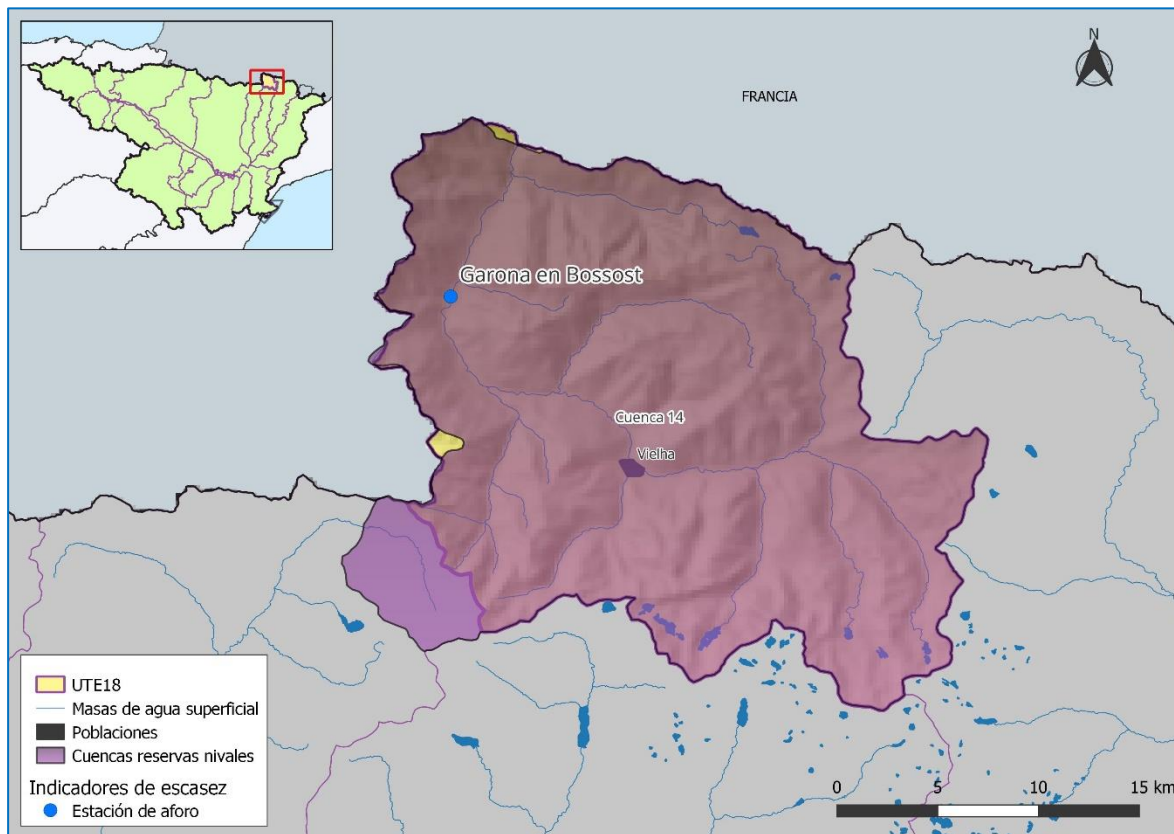 N
FRANCIA
Garona en Bossost
Cuenca 14
Vielha
UTE18
Masas de agua superficial
Poblaciones
Cuencas reservas nivales
Indicadores de escasez
Estación de aforo
0 5 10 15 km